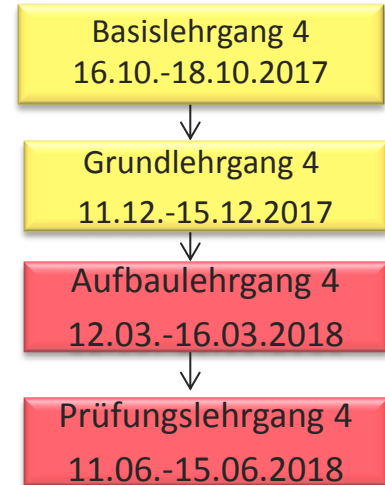 Basislehrgang 4
16.10.-18.10.2017
Grundlehrgang 4
11.12.-15.12.2017
Aufbaulehrgang 4
12.03.-16.03.2018
Prüfungslehrgang 4
11.06.-15.06.2018